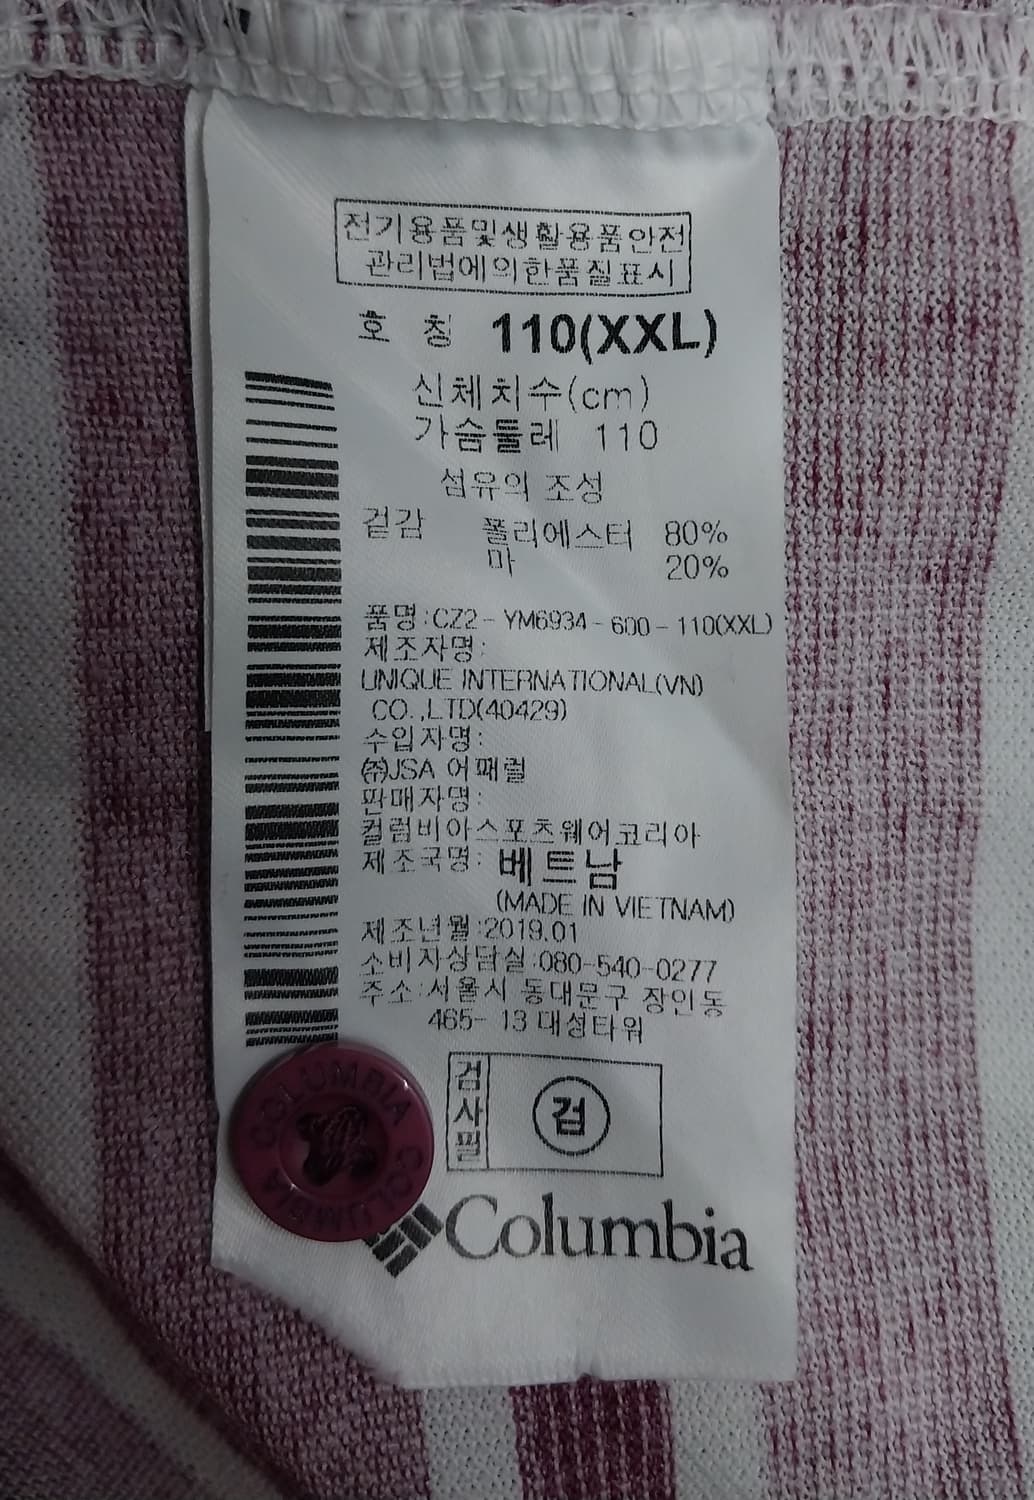 전기용품및생활용품안전
관리법에의한품질표시
호 칭 110(XXL)
신체치수(cm)
가슴둘레 110
섬유의 조성
겉감 폴리에스터 80%
마 20%
품명:CZ2-YM6934-600-110(XXL)
제조자명:
UNIQUE INTERNATIONAL(VN)
CO.,LTD(40429)
수입자명:
㈜JSA 어패럴
판매자명:
컬럼비아스포츠웨어코리아
제조국명: 베트남
(MADE IN VIETNAM)
제조년월:2019.01
소비자상담실:080-540-0277
주소:서울시 동대문구 장안동
465-13 대성타워
검사필 검
COLUMBIA COLUMBIA
Columbia